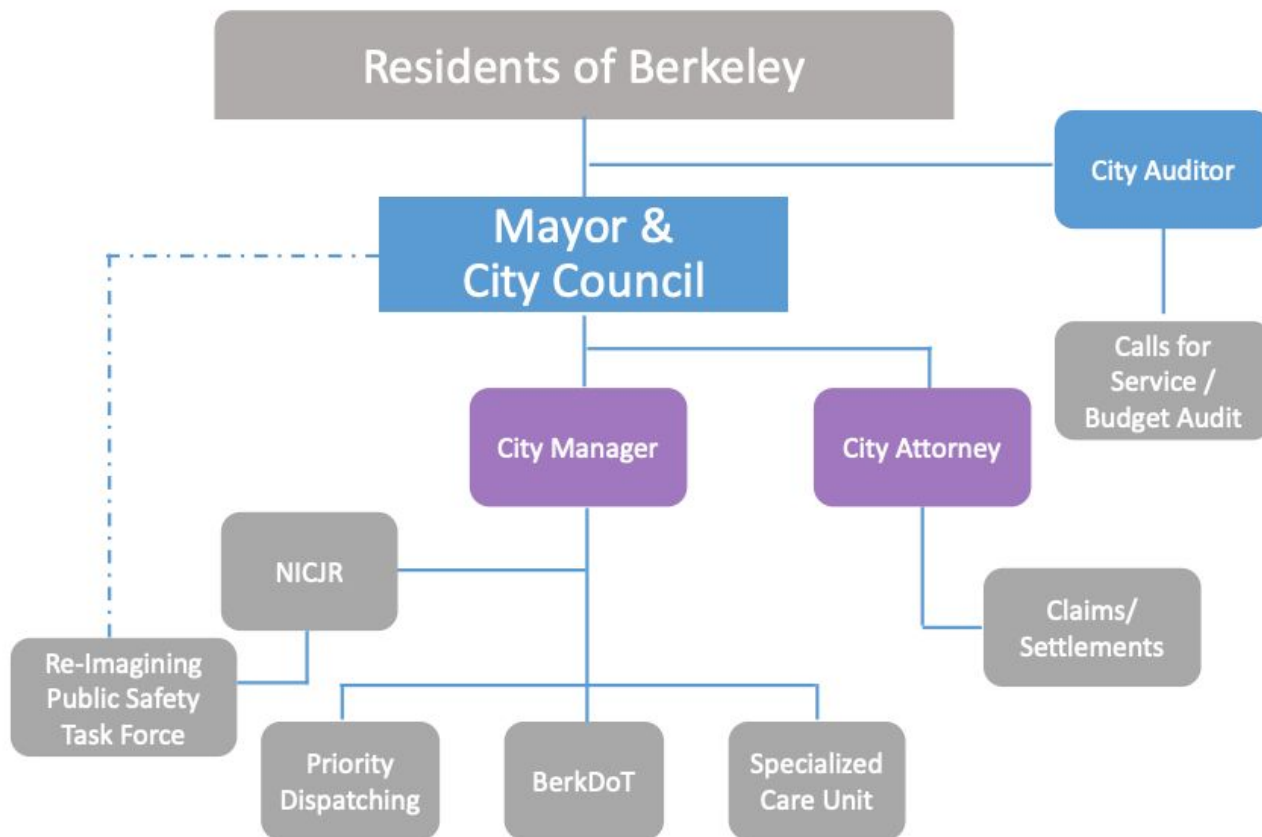 Residents of Berkeley
City Auditor
Mayor &
City Council
Calls for
Service /
Budget Audit
City Manager
City Attorney
NICJR
Claims/
Settlements
Re-Imagining
Public Safety
Task Force
Priority
Dispatching
BerkDoT
Specialized
Care Unit